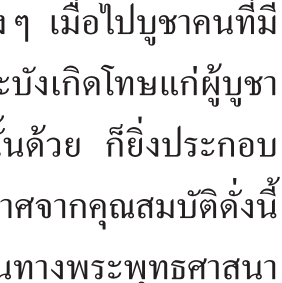 ง ๆ เมื่อไปบูชาคนที่มี
ะบังเกิดโทษแก่ผู้บูชา
ั้นด้วย ก็ยิ่งประกอบ
าศจากคุณสมบัติดั่งนี้
นทางพระพุทธศาสนา